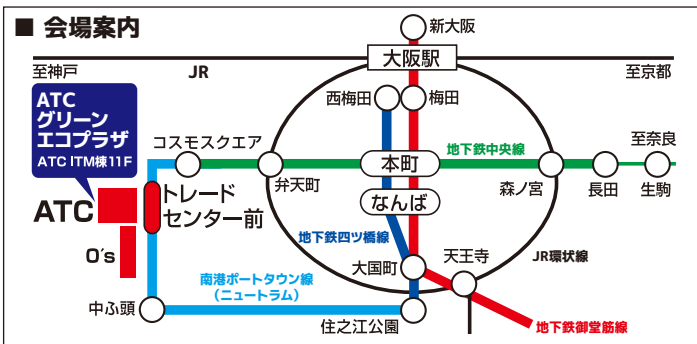 ■ 会場案内
新大阪
大阪駅
至神戸
JR
至京都
ATC
グリーン
エコプラザ
ATC ITM棟11F
西梅田
梅田
コスモスクエア
地下鉄中央線
至奈良
本町
弁天町
森ノ宮
長田
生駒
トレード
センター前
ATC
なんば
地下鉄四ツ橋線
O's
天王寺
JR環状線
大国町
南港ポートタウン線
(ニュートラム)
中ふ頭
住之江公園
地下鉄御堂筋線